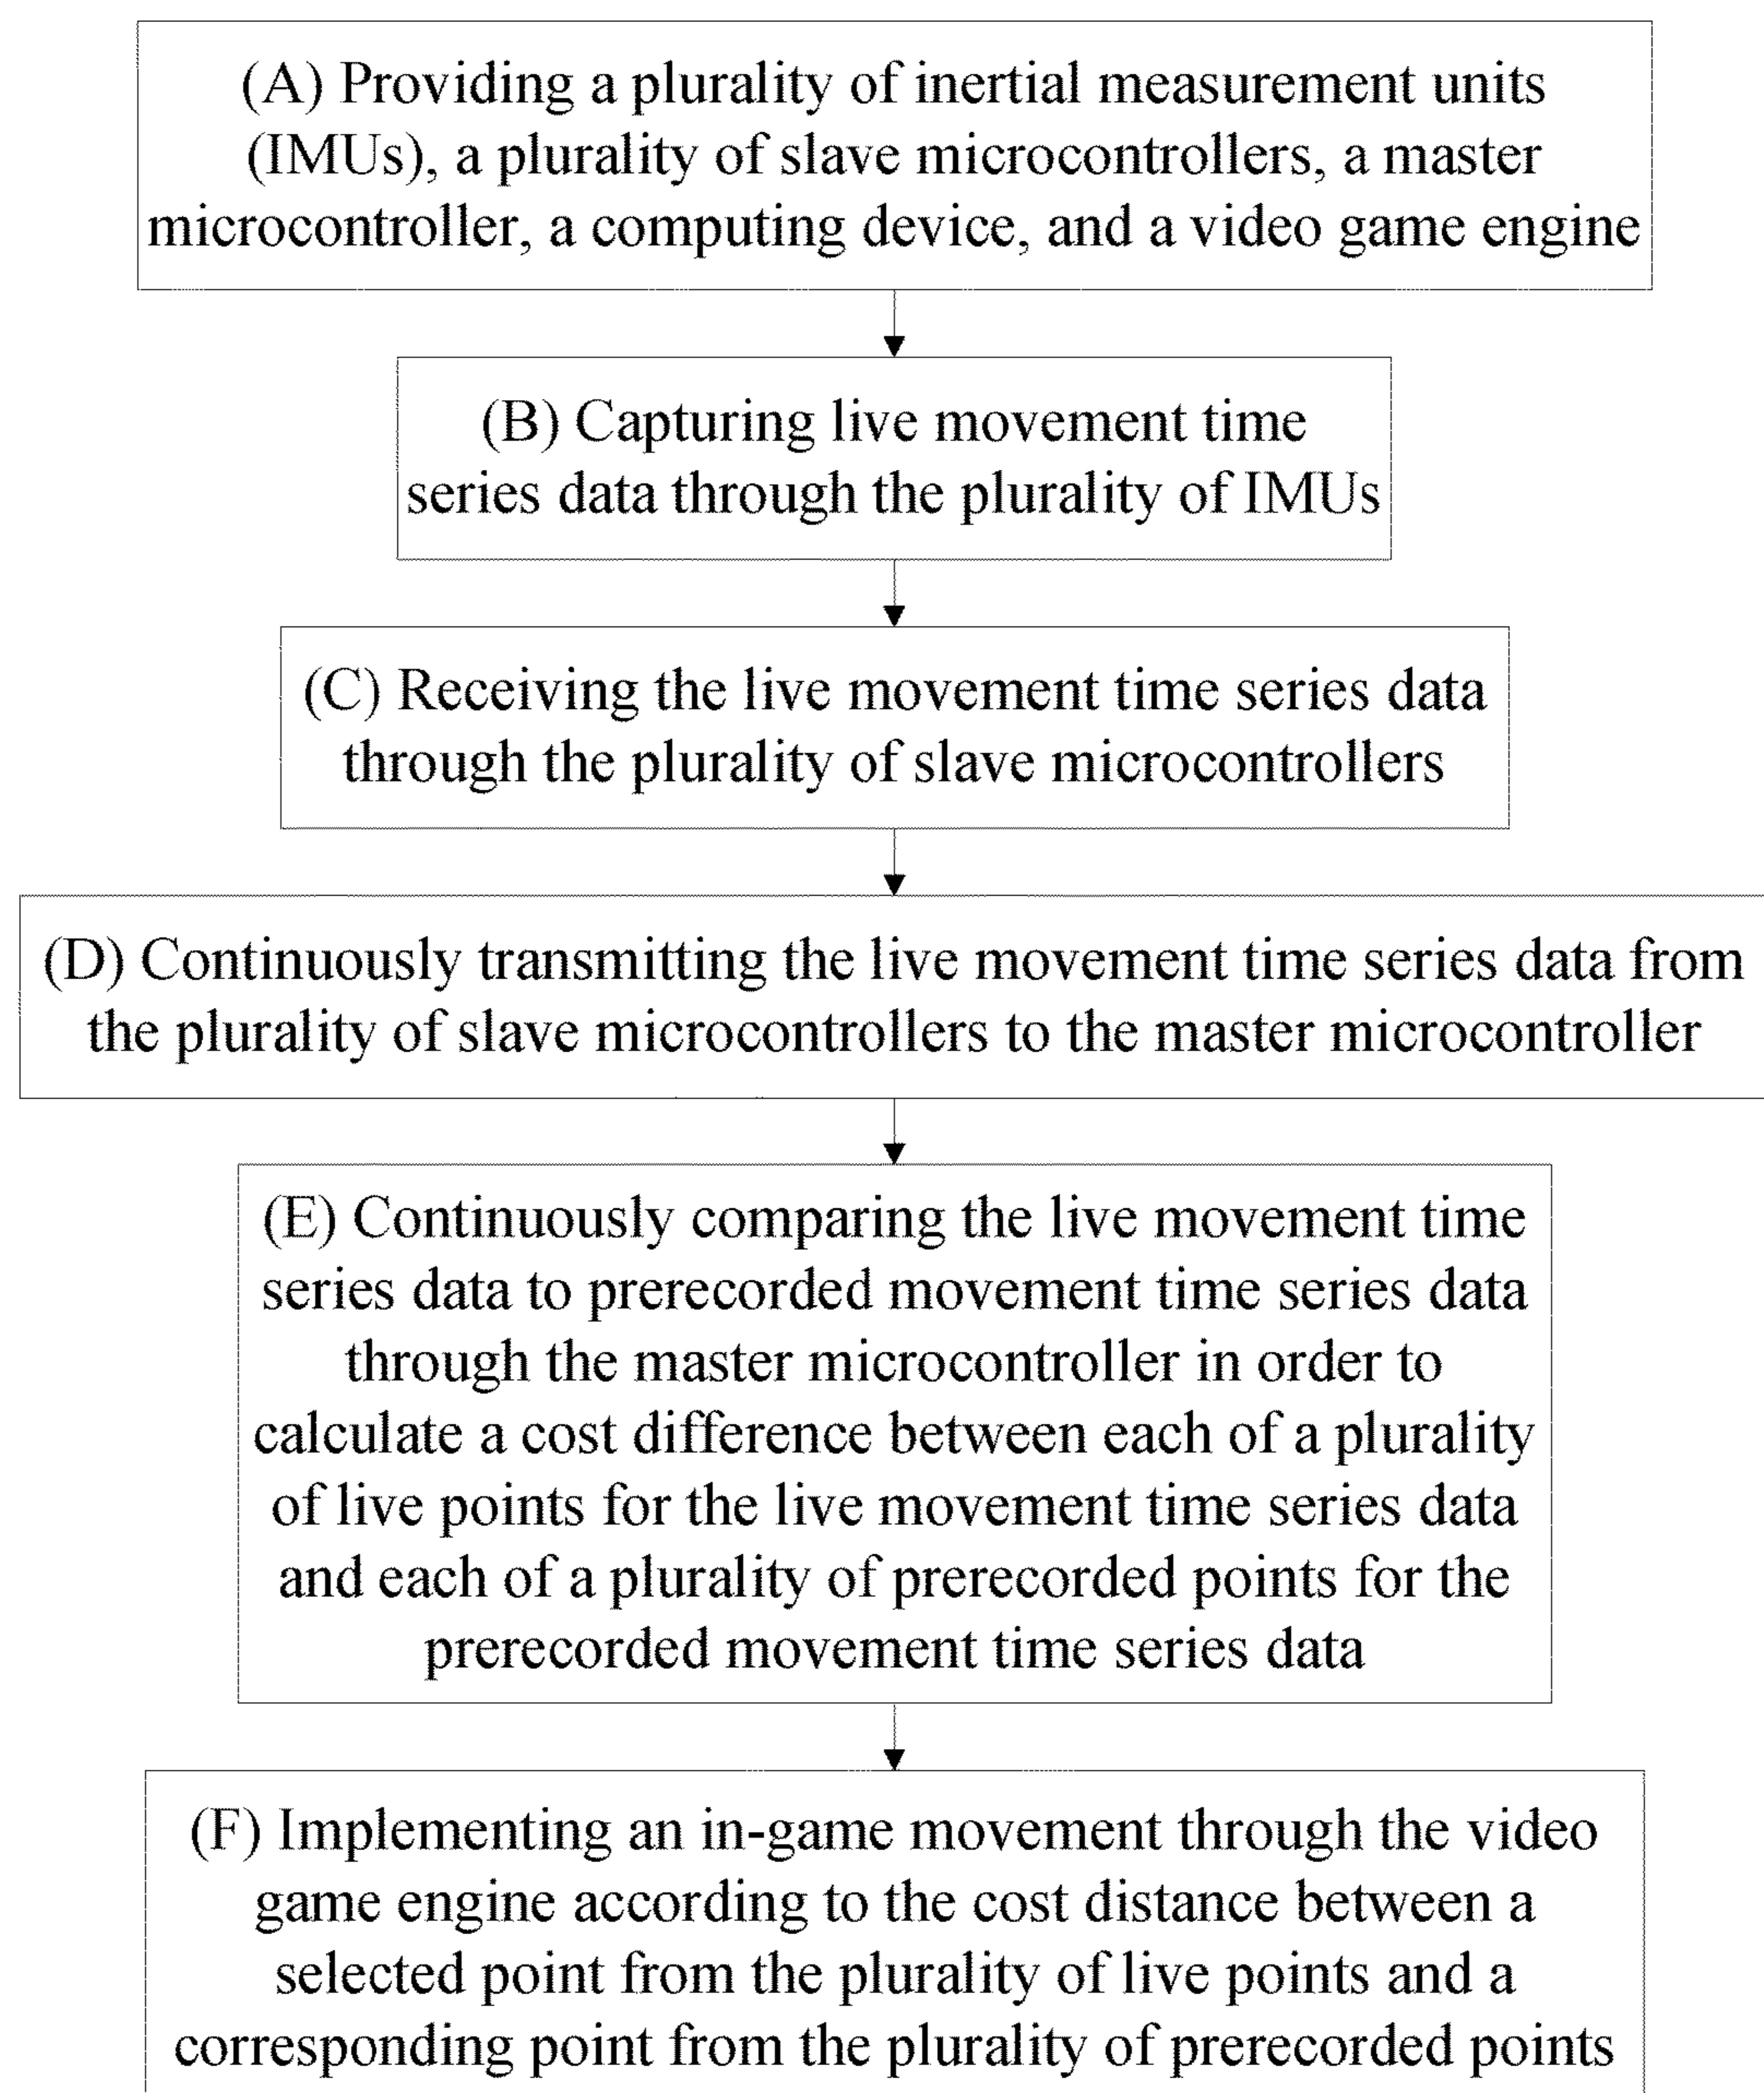 (A) Providing a plurality of inertial measurement units
(IMUs), a plurality of slave microcontrollers, a master
microcontroller, a computing device, and a video game engine
(B) Capturing live movement time
series data through the plurality of IMUs
(C) Receiving the live movement time series data
through the plurality of slave microcontrollers
(D) Continuously transmitting the live movement time series data from
the plurality of slave microcontrollers to the master microcontroller
(E) Continuously comparing the live movement time
series data to prerecorded movement time series data
through the master microcontroller in order to
calculate a cost difference between each of a plurality
of live points for the live movement time series data
and each of a plurality of prerecorded points for the
prerecorded movement time series data
(F) Implementing an in-game movement through the video
game engine according to the cost distance between a
selected point from the plurality of live points and a
corresponding point from the plurality of prerecorded points